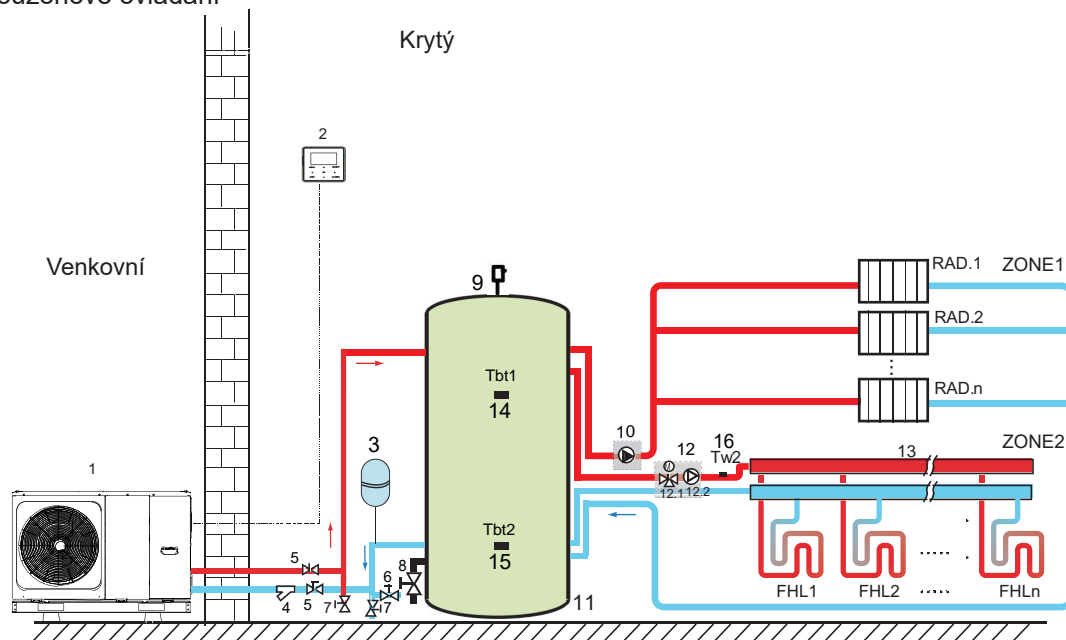 Krytý
2
Venkovní
9
RAD.1 ZONE1
RAD.2
Tbt1
14
RAD.n
10
3
12
16
Tw2
ZONE2
13
1
12.1
12.2
Tbt2
15
5
8
6
4
5
7
7
11
FHL1
FHL2
FHLn